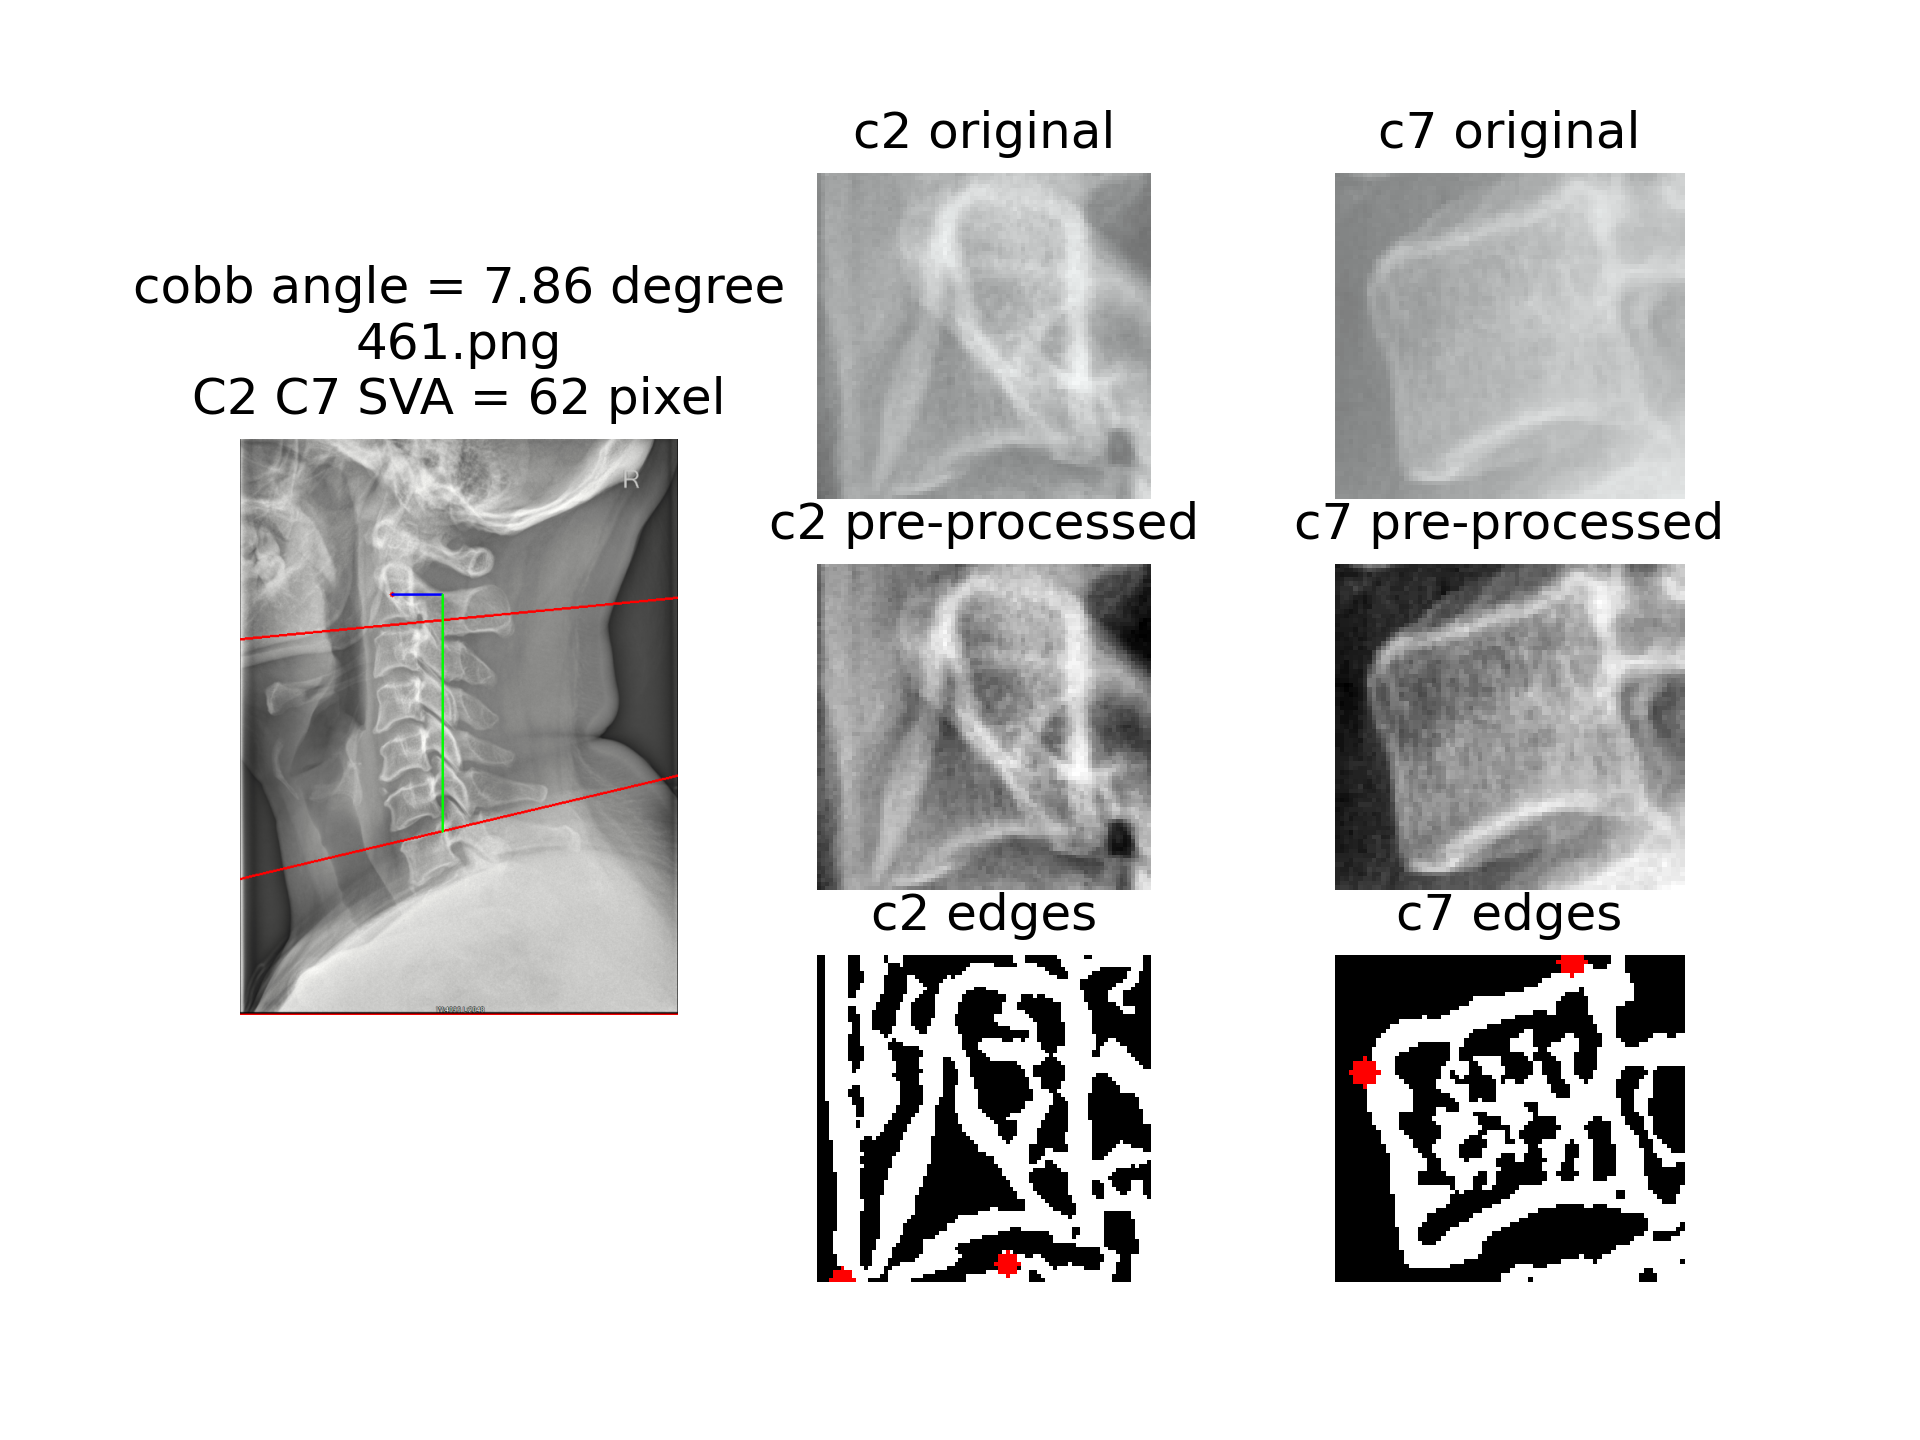 cobb angle = 7.86 degree
461.png
C2 C7 SVA = 62 pixel
R
c2 original
c7 original
c2 pre-processed
c7 pre-processed
c2 edges
c7 edges